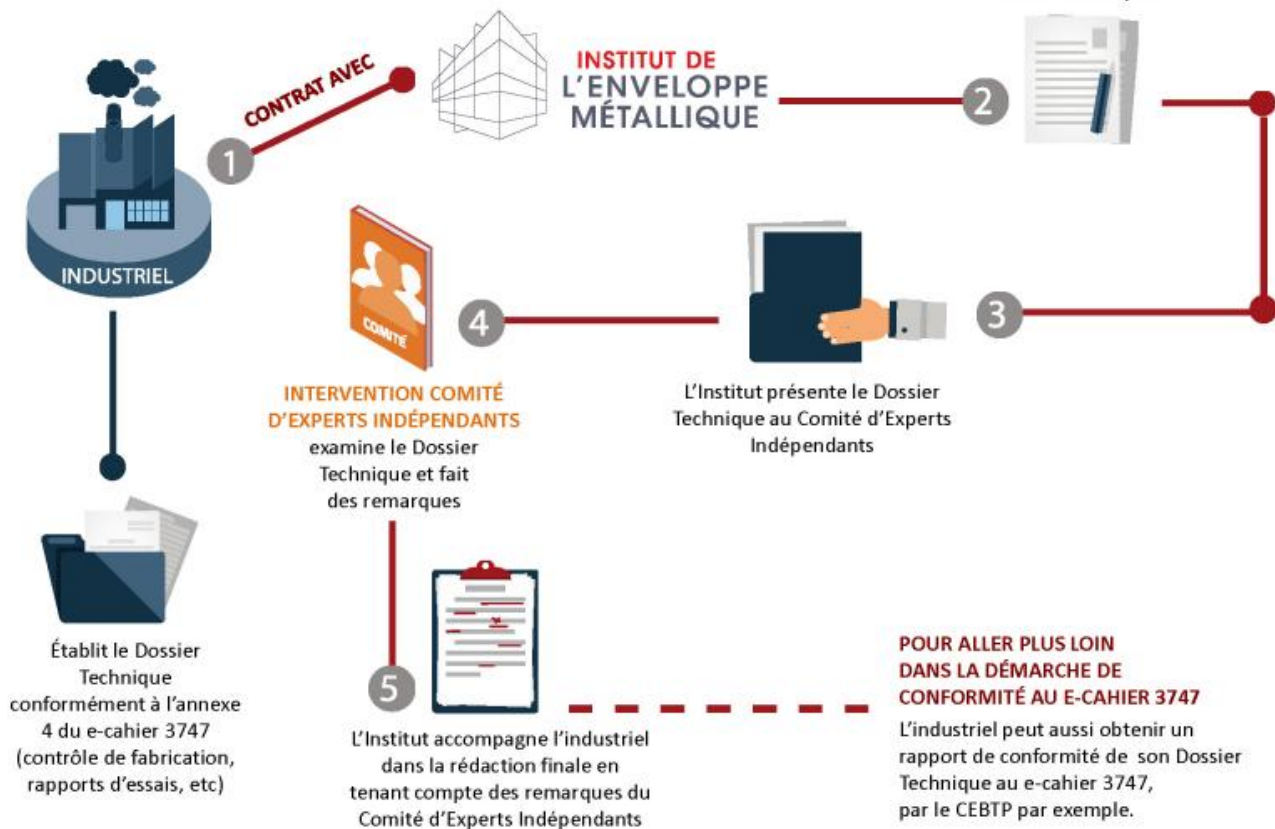 CONTRAT AVEC
INSTITUT DE
L'ENVELOPPE
MÉTALLIQUE
1
2
INDUSTRIEL
3
L'Institut présente le Dossier
Technique au Comité d'Experts
Indépendants
4
COMITÉ
INTERVENTION COMITÉ
D'EXPERTS INDÉPENDANTS
examine le Dossier
Technique et fait
des remarques
Établit le Dossier
Technique
conformément à l'annexe
4 du e-cahier 3747
(contrôle de fabrication,
rapports d'essais, etc)
5
L'Institut accompagne l'industriel
dans la rédaction finale en
tenant compte des remarques du
Comité d'Experts Indépendants
POUR ALLER PLUS LOIN
DANS LA DÉMARCHE DE
CONFORMITÉ AU E-CAHIER 3747
L'industriel peut aussi obtenir un
rapport de conformité de son Dossier
Technique au e-cahier 3747,
par le CEBTP par exemple.